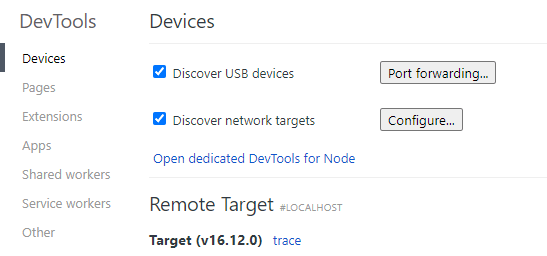 DevTools
Devices
Pages
Extensions
Apps
Shared workers
Service workers
Other
Devices
Discover USB devices
Port forwarding...
Discover network targets
Configure...
Open dedicated DevTools for Node
Remote Target #LOCALHOST
Target (v16.12.0) trace